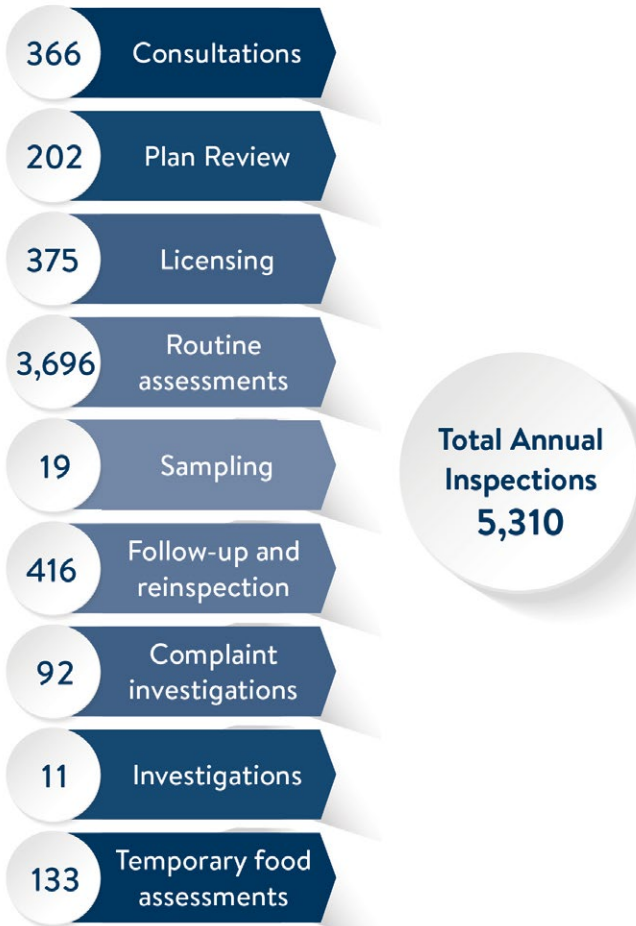 366 Consultations
202 Plan Review
375 Licensing
3,696 Routine
assessments
19 Sampling
416 Follow-up and
reinspection
92 Complaint
investigations
11 Investigations
133 Temporary food
assessments
Total Annual
Inspections
5,310